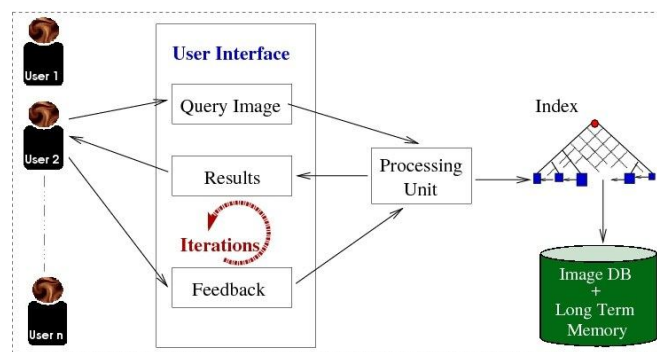 User 1
User 2
User n
User Interface
Query Image
Results
Iterations
Feedback
Processing
Unit
Index
Image DB
+
Long Term
Memory